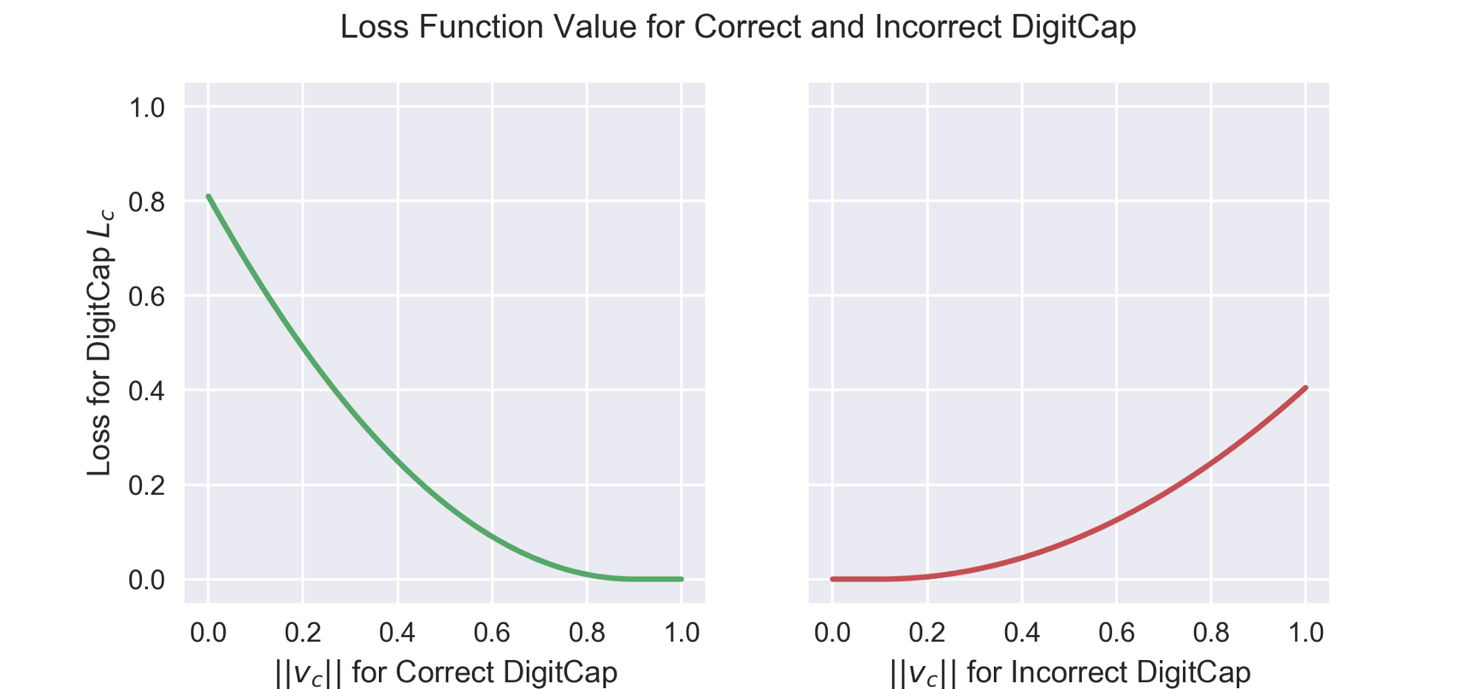 Loss Function Value for Correct and Incorrect DigitCap
Loss for DigitCap L_c
1.0
0.8
0.6
0.4
0.2
0.0
0.0 0.2 0.4 0.6 0.8 1.0
||v_c|| for Correct DigitCap
0.0 0.2 0.4 0.6 0.8 1.0
||v_c|| for Incorrect DigitCap